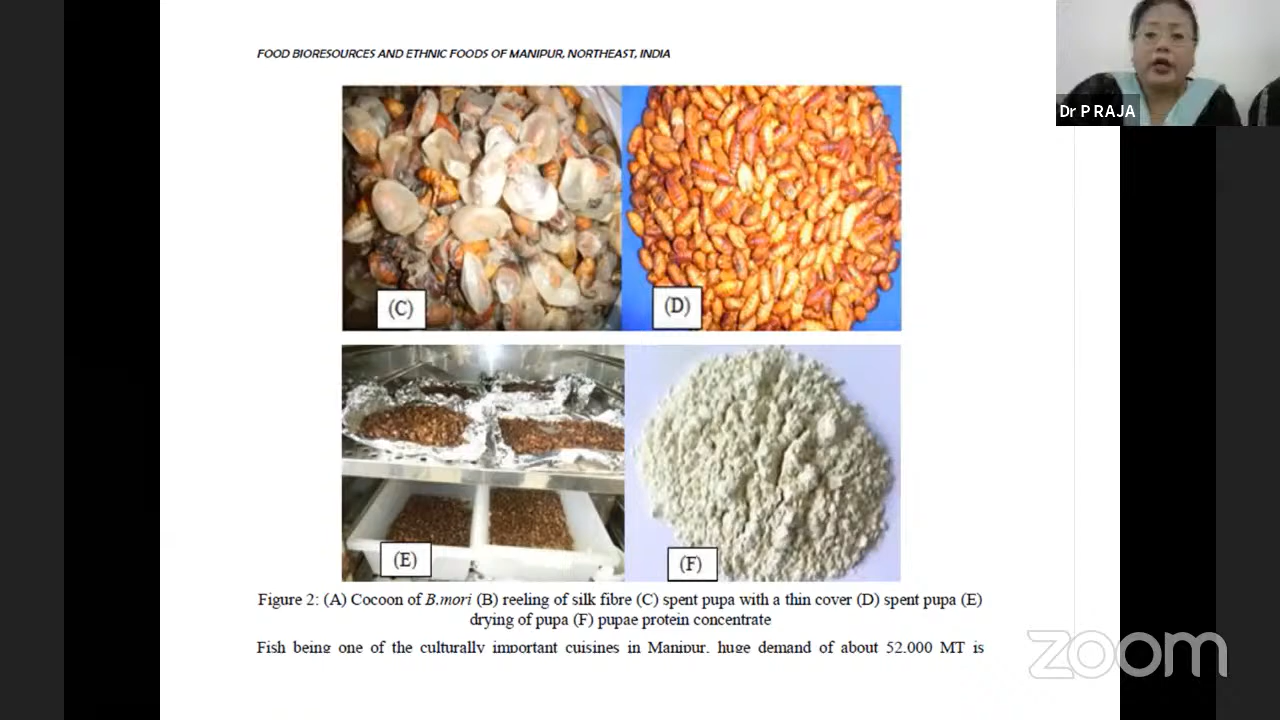 FOOD BIORESOURCES AND ETHNIC FOODS OF MANIPUR, NORTHEAST, INDIA
Dr P RAJA
(C)
(D)
(E)
(F)
Figure 2: (A) Cocoon of B.mori (B) reeling of silk fibre (C) spent pupa with a thin cover (D) spent pupa (E)
drying of pupa (F) pupae protein concentrate
Fish being one of the culturally important cuisines in Manipur, huge demand of about 52,000 MT is
zoom